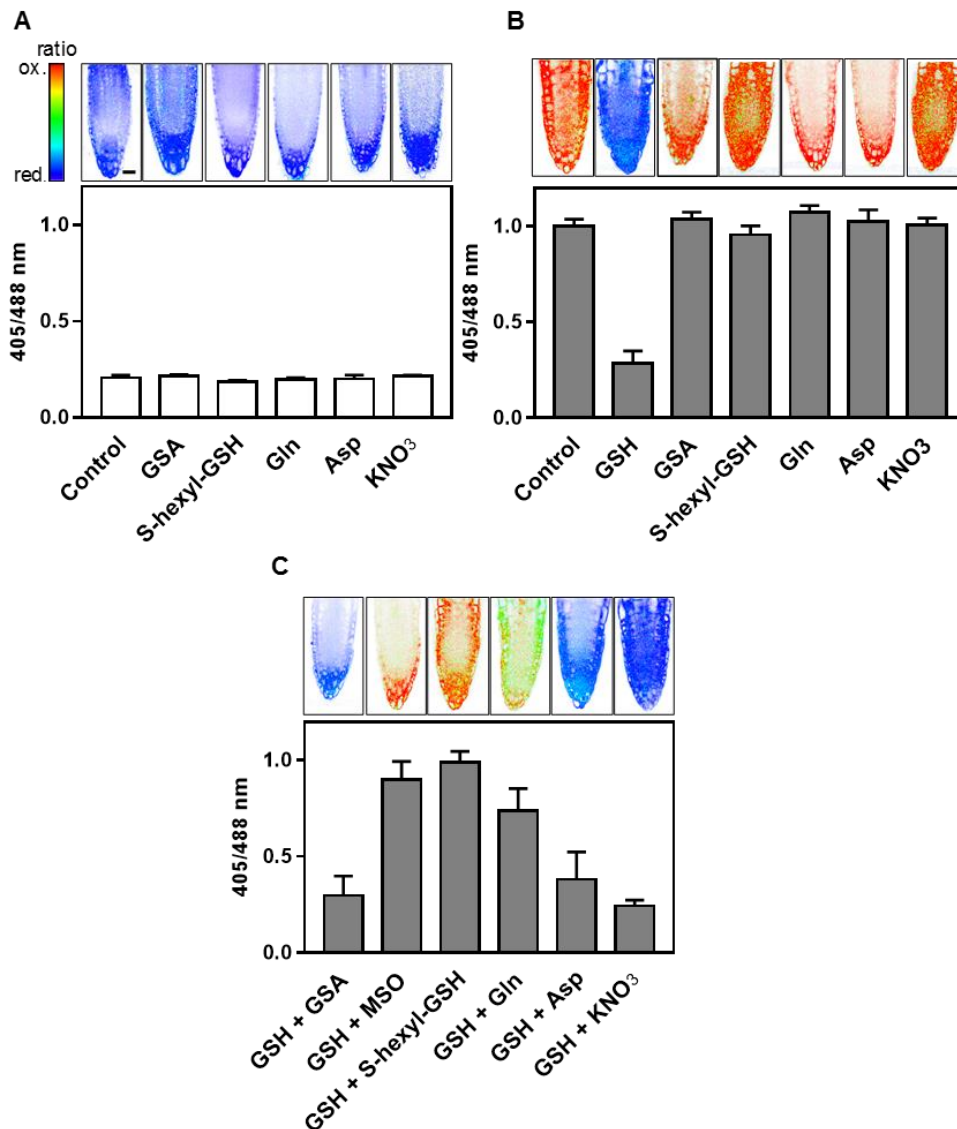 A
ratio
ox.
red.
1.0
0.5
0.0
405/488 nm
Control
GSA
S-hexyl-GSH
Gln
Asp
KNO³
B
1.0
0.5
0.0
405/488 nm
Control
GSH
GSA
S-hexyl-GSH
Gln
Asp
KNO3
C
1.0
0.5
0.0
405/488 nm
GSH + GSA
GSH + MSO
GSH + S-hexyl-GSH
GSH + Gln
GSH + Asp
GSH + KNO³